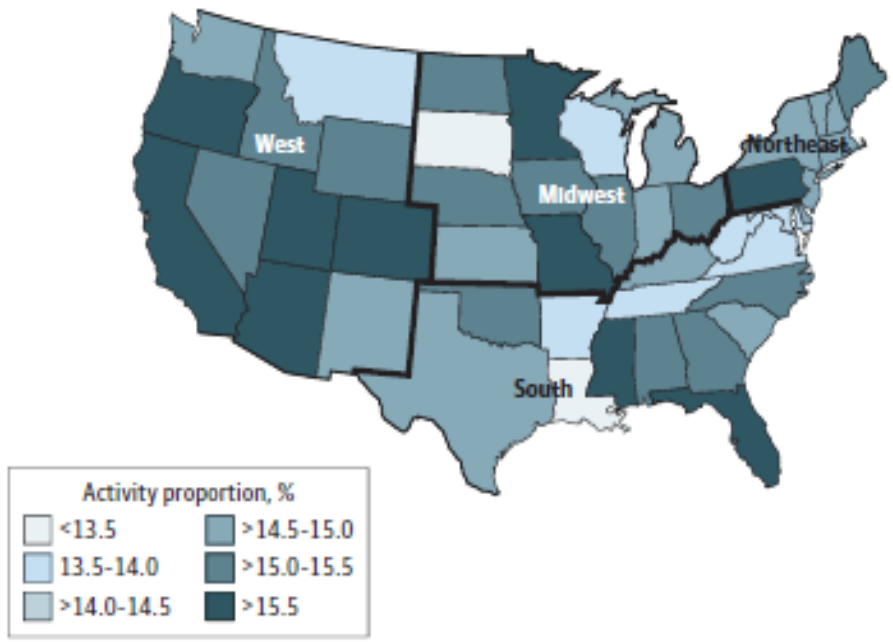 West
Northeast
Midwest
South
Activity proportion, %
<13.5
>14.5-15.0
13.5-14.0
>15.0-15.5
>14.0-14.5
>15.5